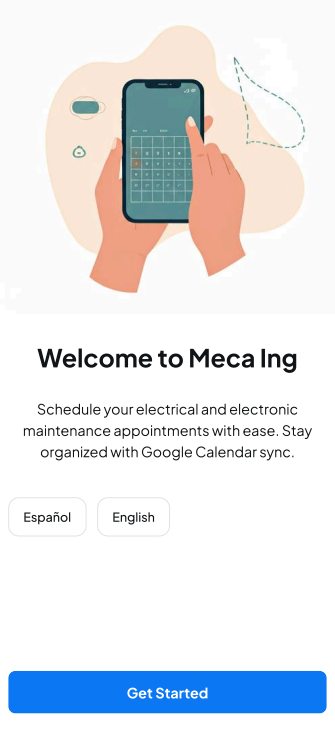 Welcome to Meca Ing
Schedule your electrical and electronic
maintenance appointments with ease. Stay
organized with Google Calendar sync.
Español
English
Get Started